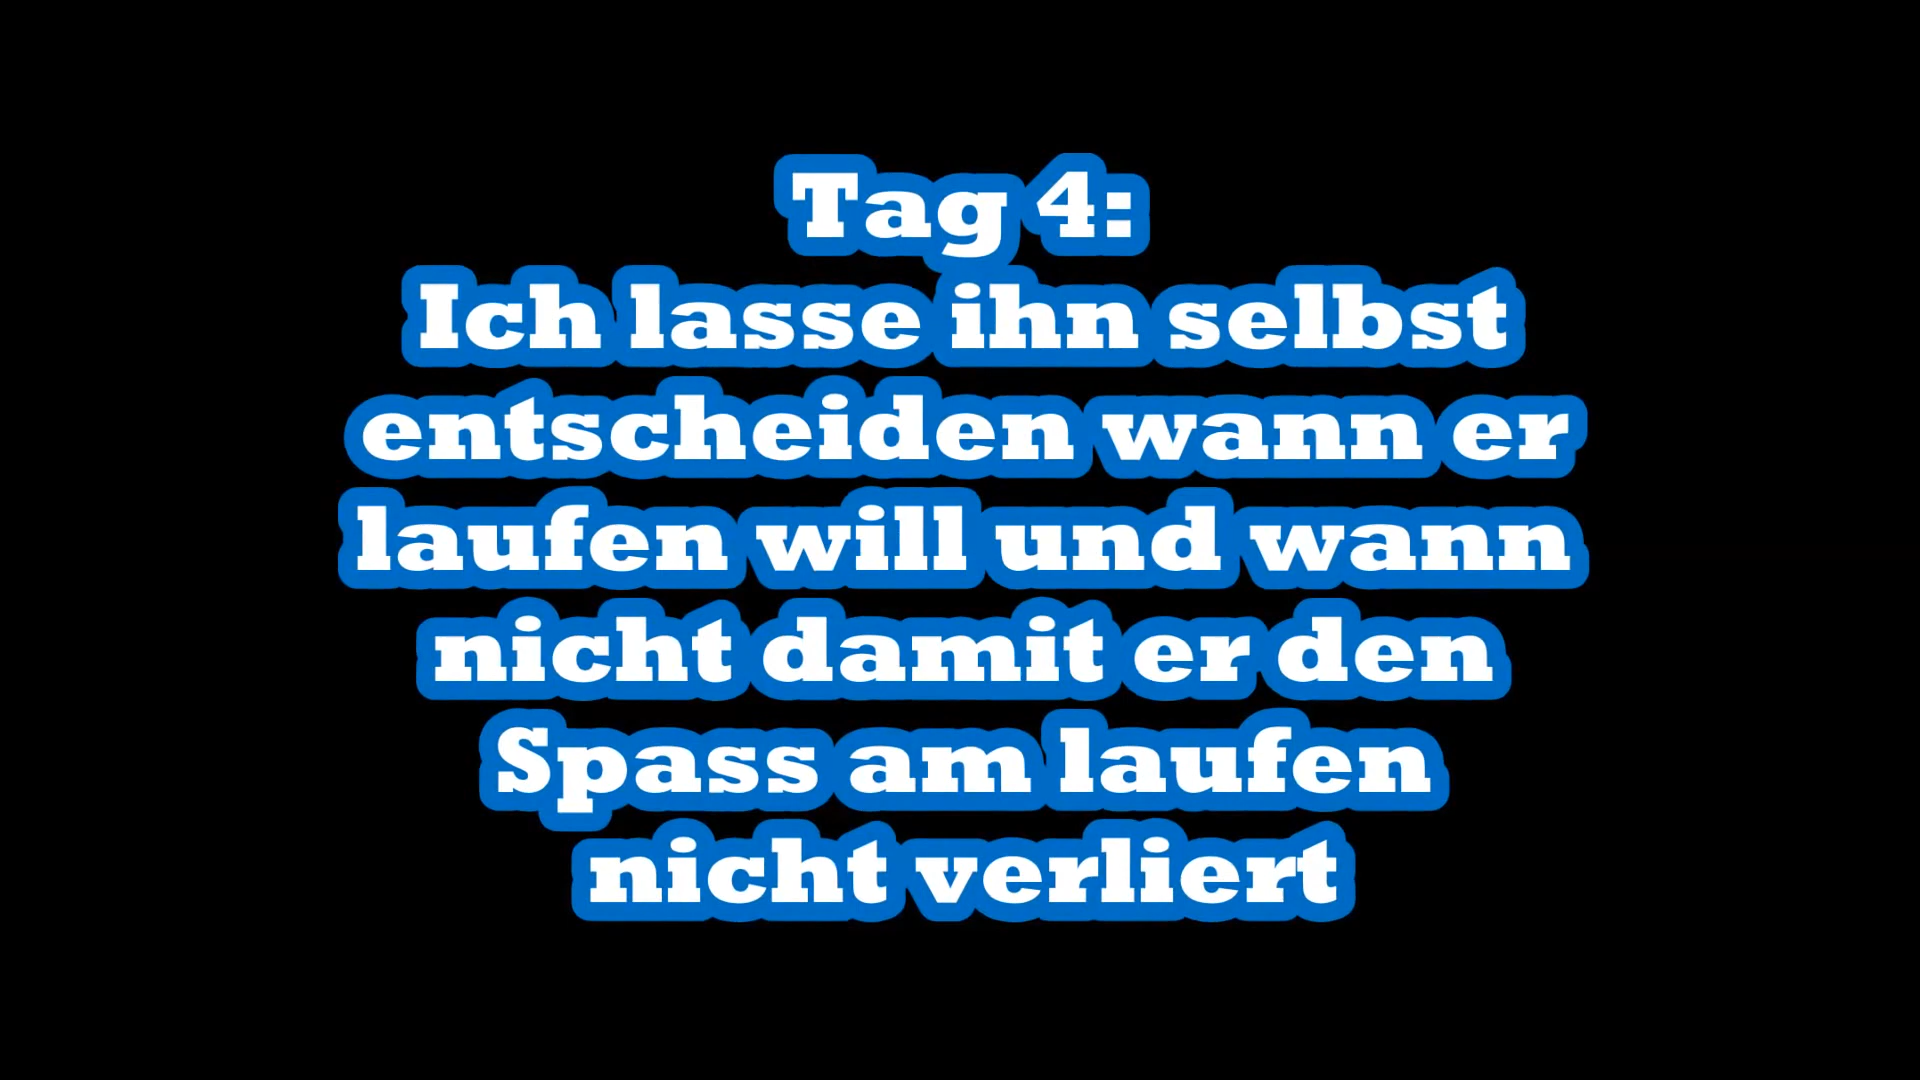 Tag 4:
Ich lasse ihn selbst
entscheiden wann er
laufen will und wann
nicht damit er den
Spass am laufen
nicht verliert